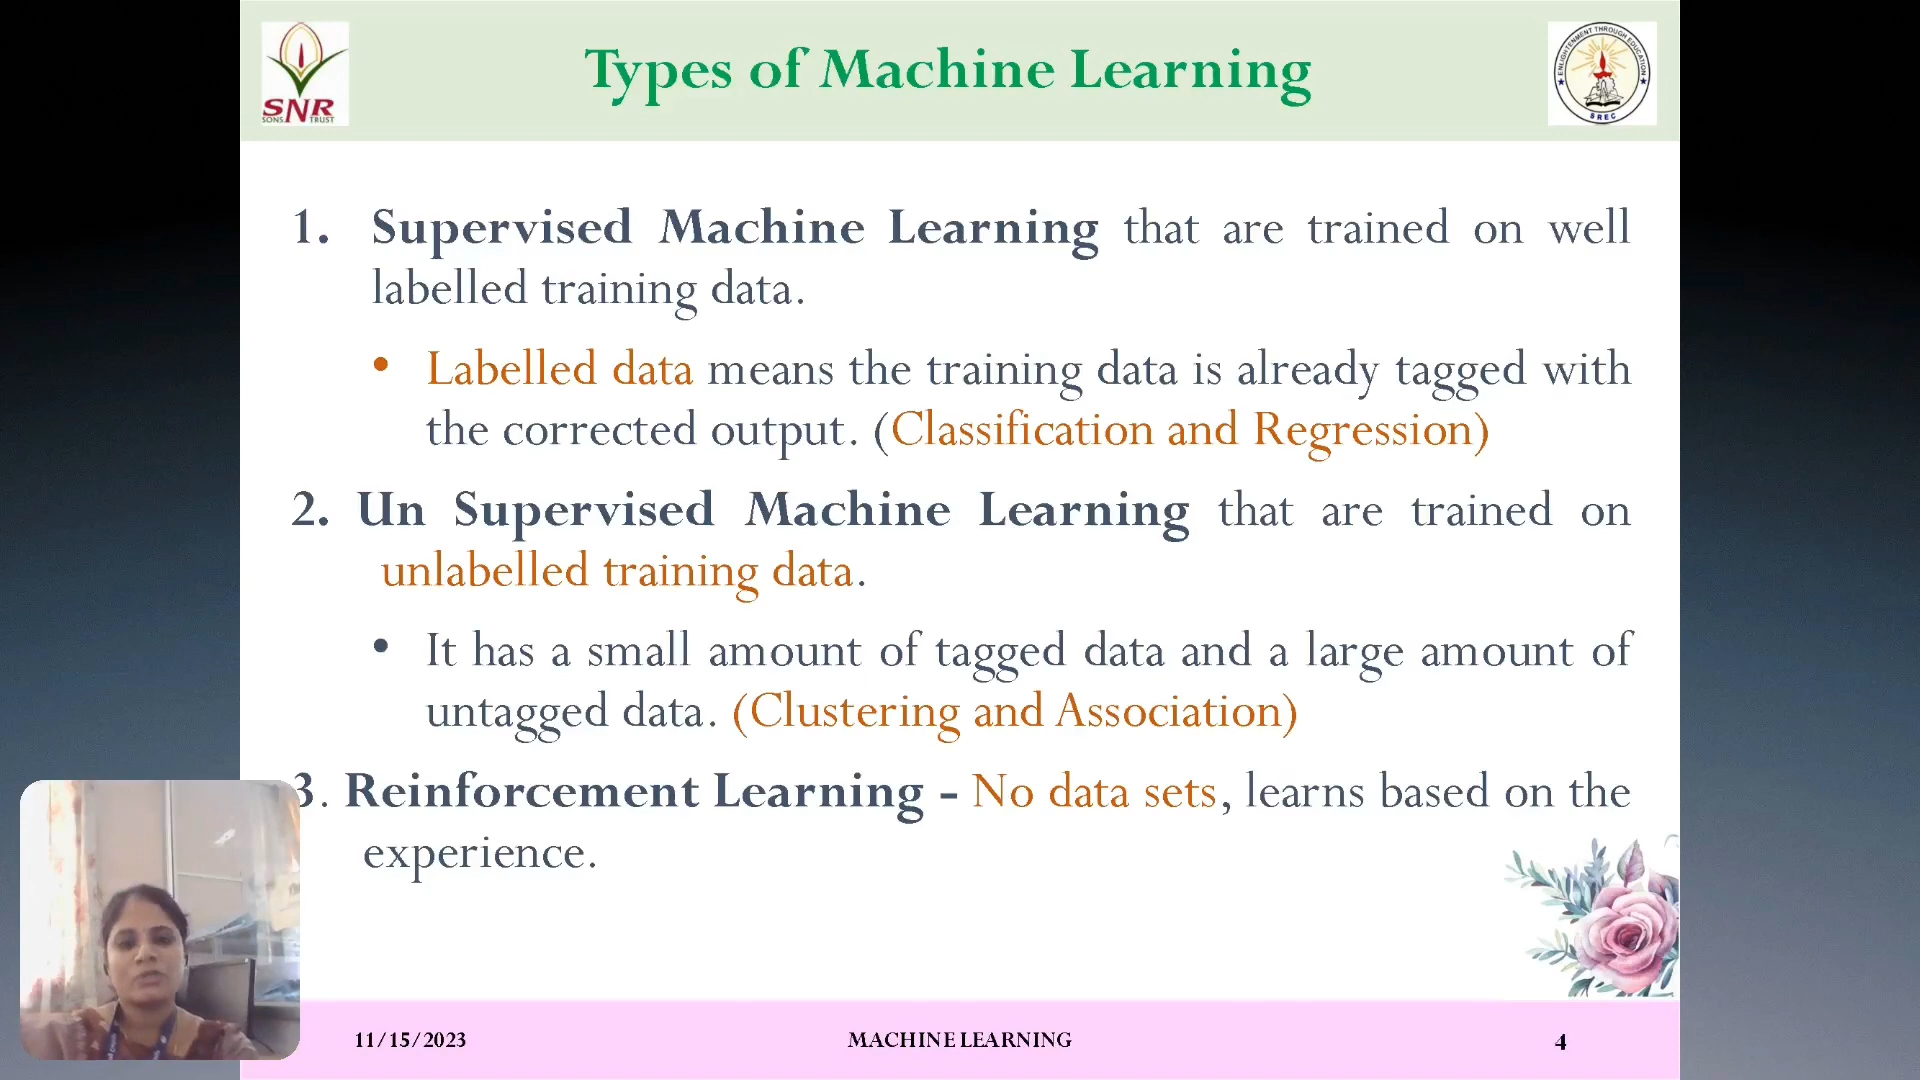 SNR
SONS TRUST
Types of Machine Learning
ENLIGHTENMENT THROUGH EDUCATION
SREC
1. Supervised Machine Learning that are trained on well
labelled training data.
• Labelled data means the training data is already tagged with
the corrected output. (Classification and Regression)
2. Un Supervised Machine Learning that are trained on
unlabelled training data.
• It has a small amount of tagged data and a large amount of
untagged data. (Clustering and Association)
3. Reinforcement Learning - No data sets, learns based on the
experience.
11/15/2023
MACHINE LEARNING
4